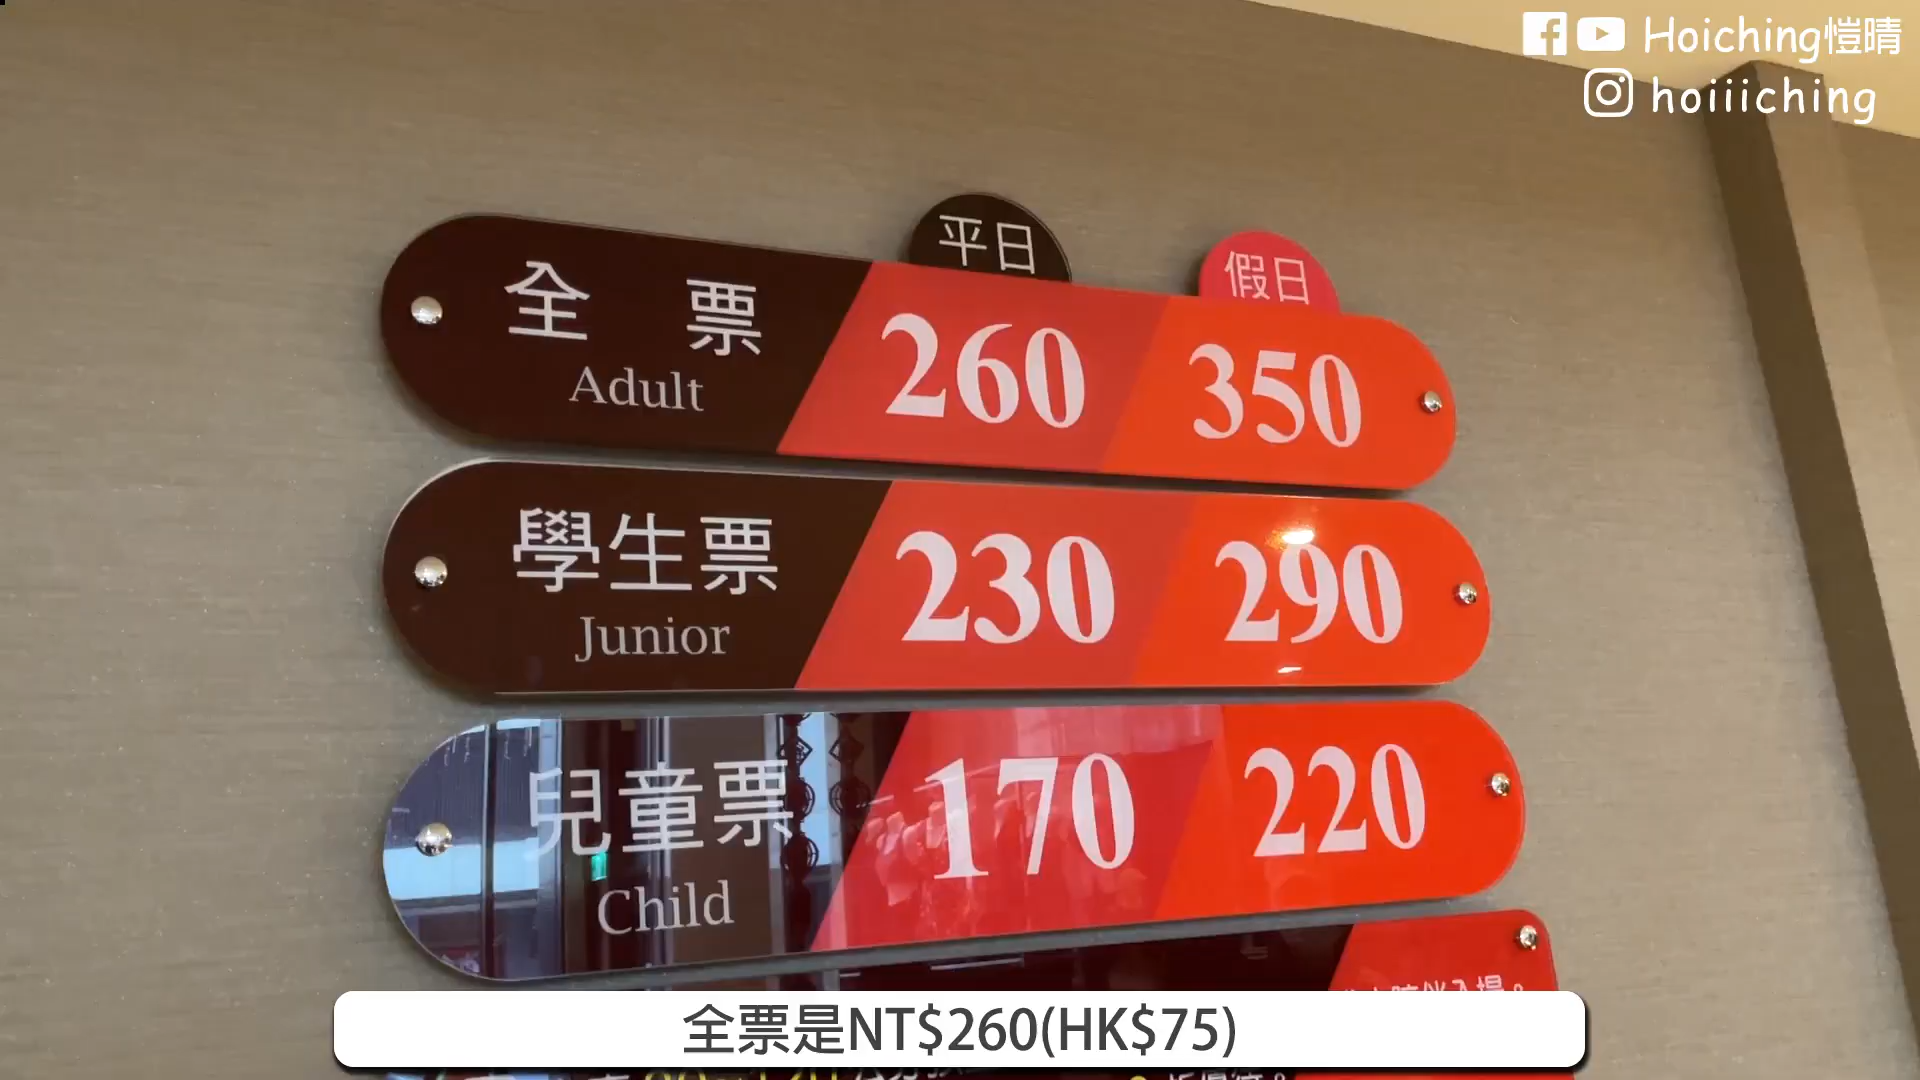 Hoiching愷晴
hoiiiching
平日 假日
全票 260 350
Adult
學生票 230 290
Junior
兒童票 170 220
Child
全票是NT$260(HK$75)